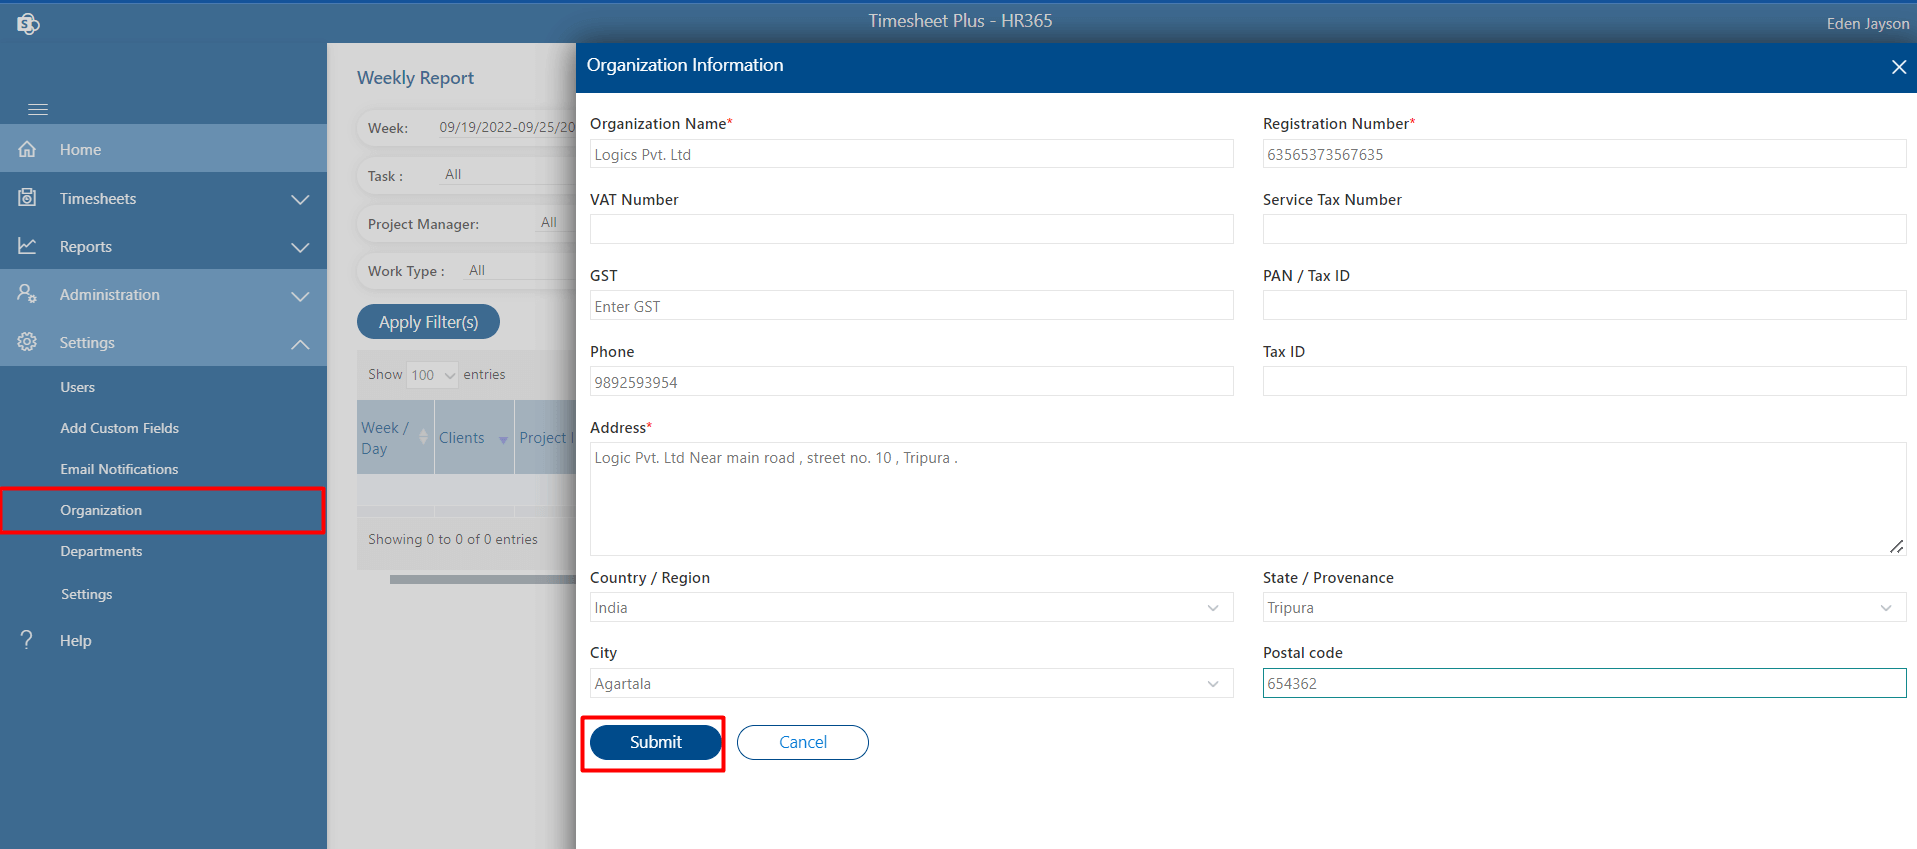 Timesheet Plus - HR365
Eden Jayson
Home
Timesheets
Reports
Administration
Settings
Users
Add Custom Fields
Email Notifications
Organization
Departments
Settings
? Help
Weekly Report
Week: 09/19/2022-09/25/20
Task : All
Project Manager: All
Work Type : All
Apply Filter(s)
Show 100 entries
Week /
Day
Clients
Project I
Showing 0 to 0 of 0 entries
Organization Information
Organization Name*
Logics Pvt. Ltd
Registration Number*
63565373567635
VAT Number
Service Tax Number
GST
Enter GST
PAN / Tax ID
Phone
9892593954
Tax ID
Address*
Logic Pvt. Ltd Near main road , street no. 10 , Tripura .
Country / Region
India
State / Provenance
Tripura
City
Agartala
Postal code
654362
Submit
Cancel